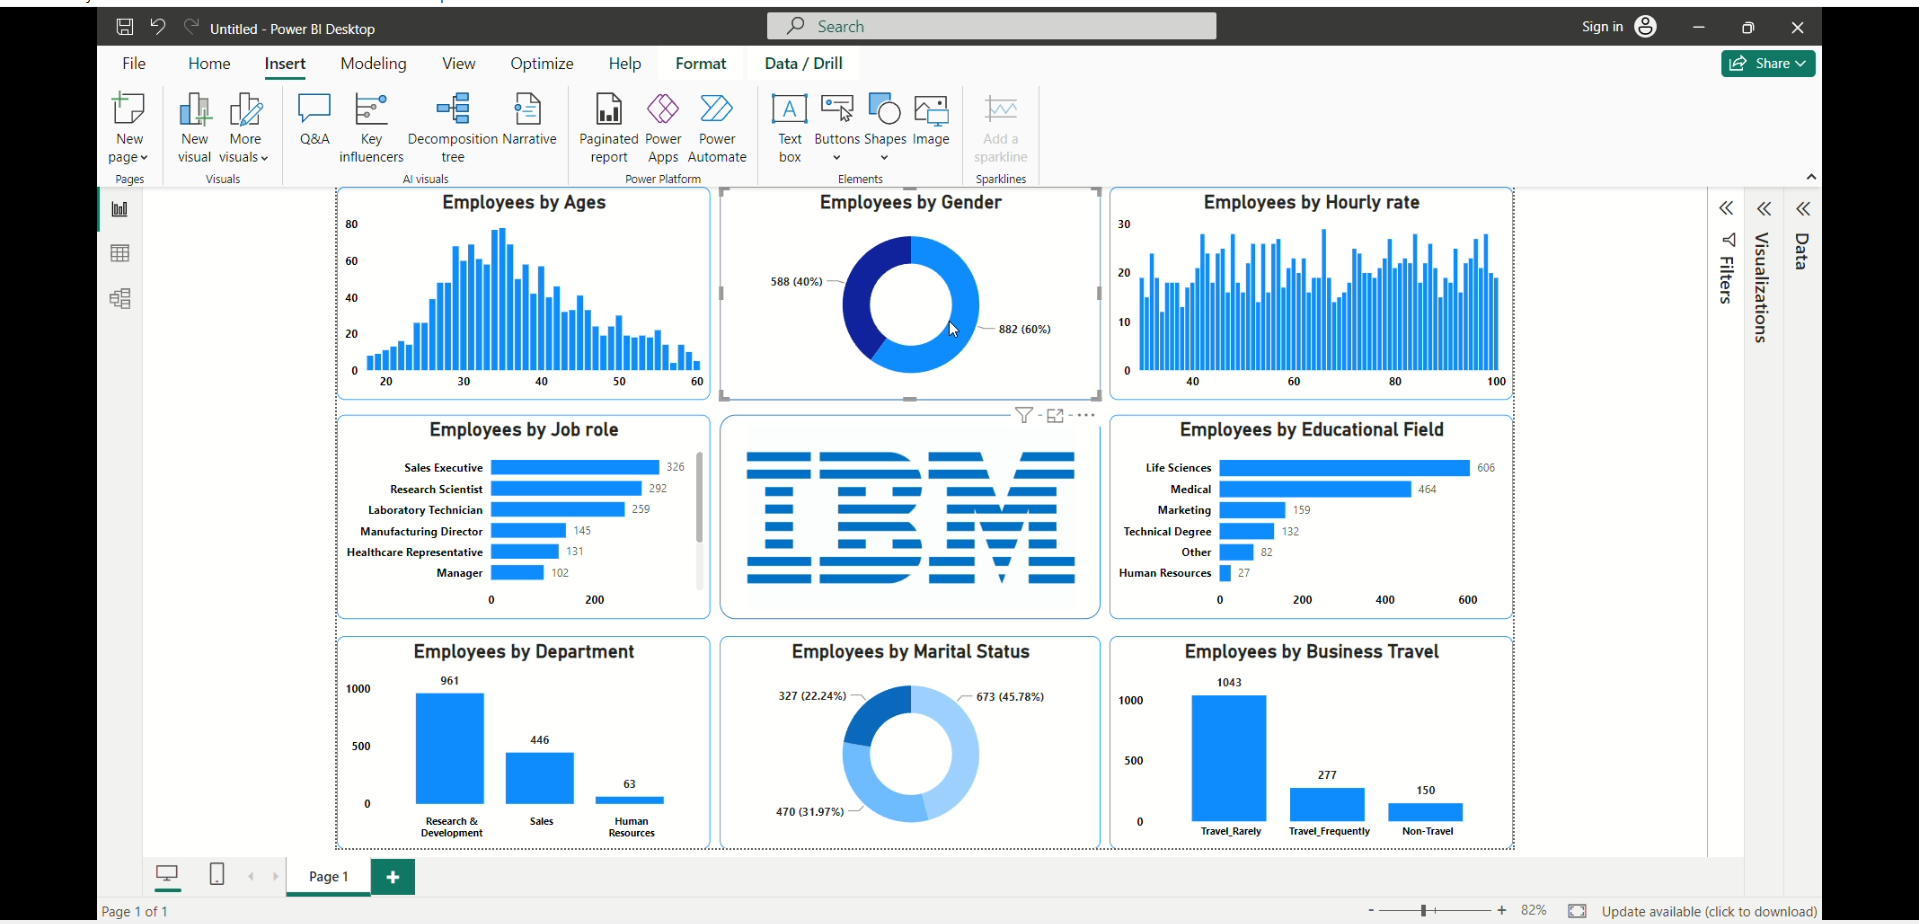 Untitled - Power BI Desktop
Search
Sign in
File Home Insert Modeling View Optimize Help Format Data / Drill
Share
New page
New visual
More visuals
Q&A
Key influencers
Decomposition tree
Narrative
Paginated report
Power Apps
Power Automate
Text box
Buttons
Shapes
Image
Add a sparkline
Pages
Visuals
AI visuals
Power Platform
Elements
Sparklines
Employees by Ages
80
60
40
20
0
20 30 40 50 60
Employees by Gender
588 (40%)
882 (60%)
Employees by Hourly rate
30
20
10
0
40 60 80 100
Filters
Visualizations
Data
Employees by Job role
Sales Executive 326
Research Scientist 292
Laboratory Technician 259
Manufacturing Director 145
Healthcare Representative 131
Manager 102
0 200
IBM
Employees by Educational Field
Life Sciences 606
Medical 464
Marketing 159
Technical Degree 132
Other 82
Human Resources 27
0 200 400 600
Employees by Department
1000
500
0
961
446
63
Research & Development
Sales
Human Resources
Employees by Marital Status
327 (22.24%)
673 (45.78%)
470 (31.97%)
Employees by Business Travel
1000
500
0
1043
277
150
Travel_Rarely
Travel_Frequently
Non-Travel
Page 1
Page 1 of 1
82%
Update available (click to download)